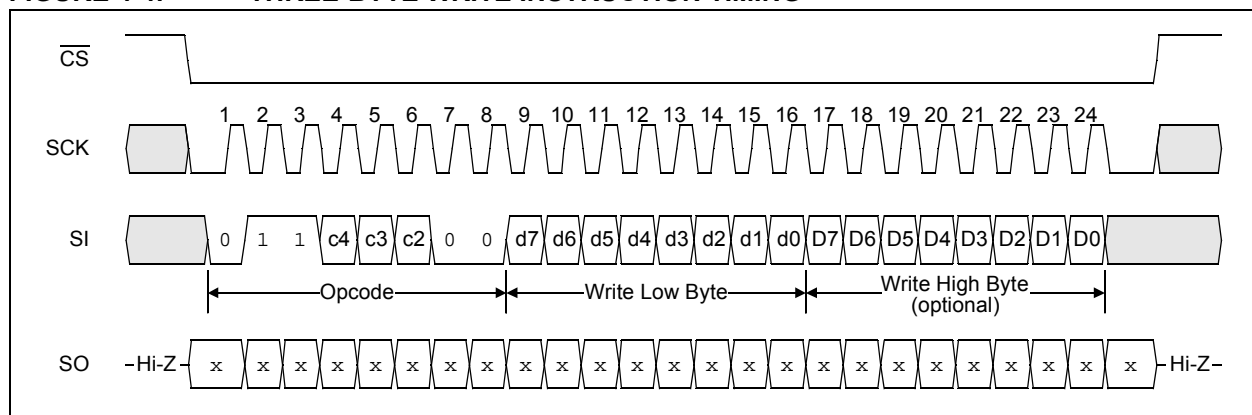 FIGURE THREE-BYTE WRITE INSTRUCTION TIMING
CS
1 2 3 4 5 6 7 8 9 10 11 12 13 14 15 16 17 18 19 20 21 22 23 24
SCK
SI 0 1 1 c4 c3 c2 0 0 d7 d6 d5 d4 d3 d2 d1 d0 D7 D6 D5 D4 D3 D2 D1 D0
Opcode Write Low Byte Write High Byte
(optional)
SO Hi-Z x x x x x x x x x x x x x x x x x x x x x x x x x Hi-Z